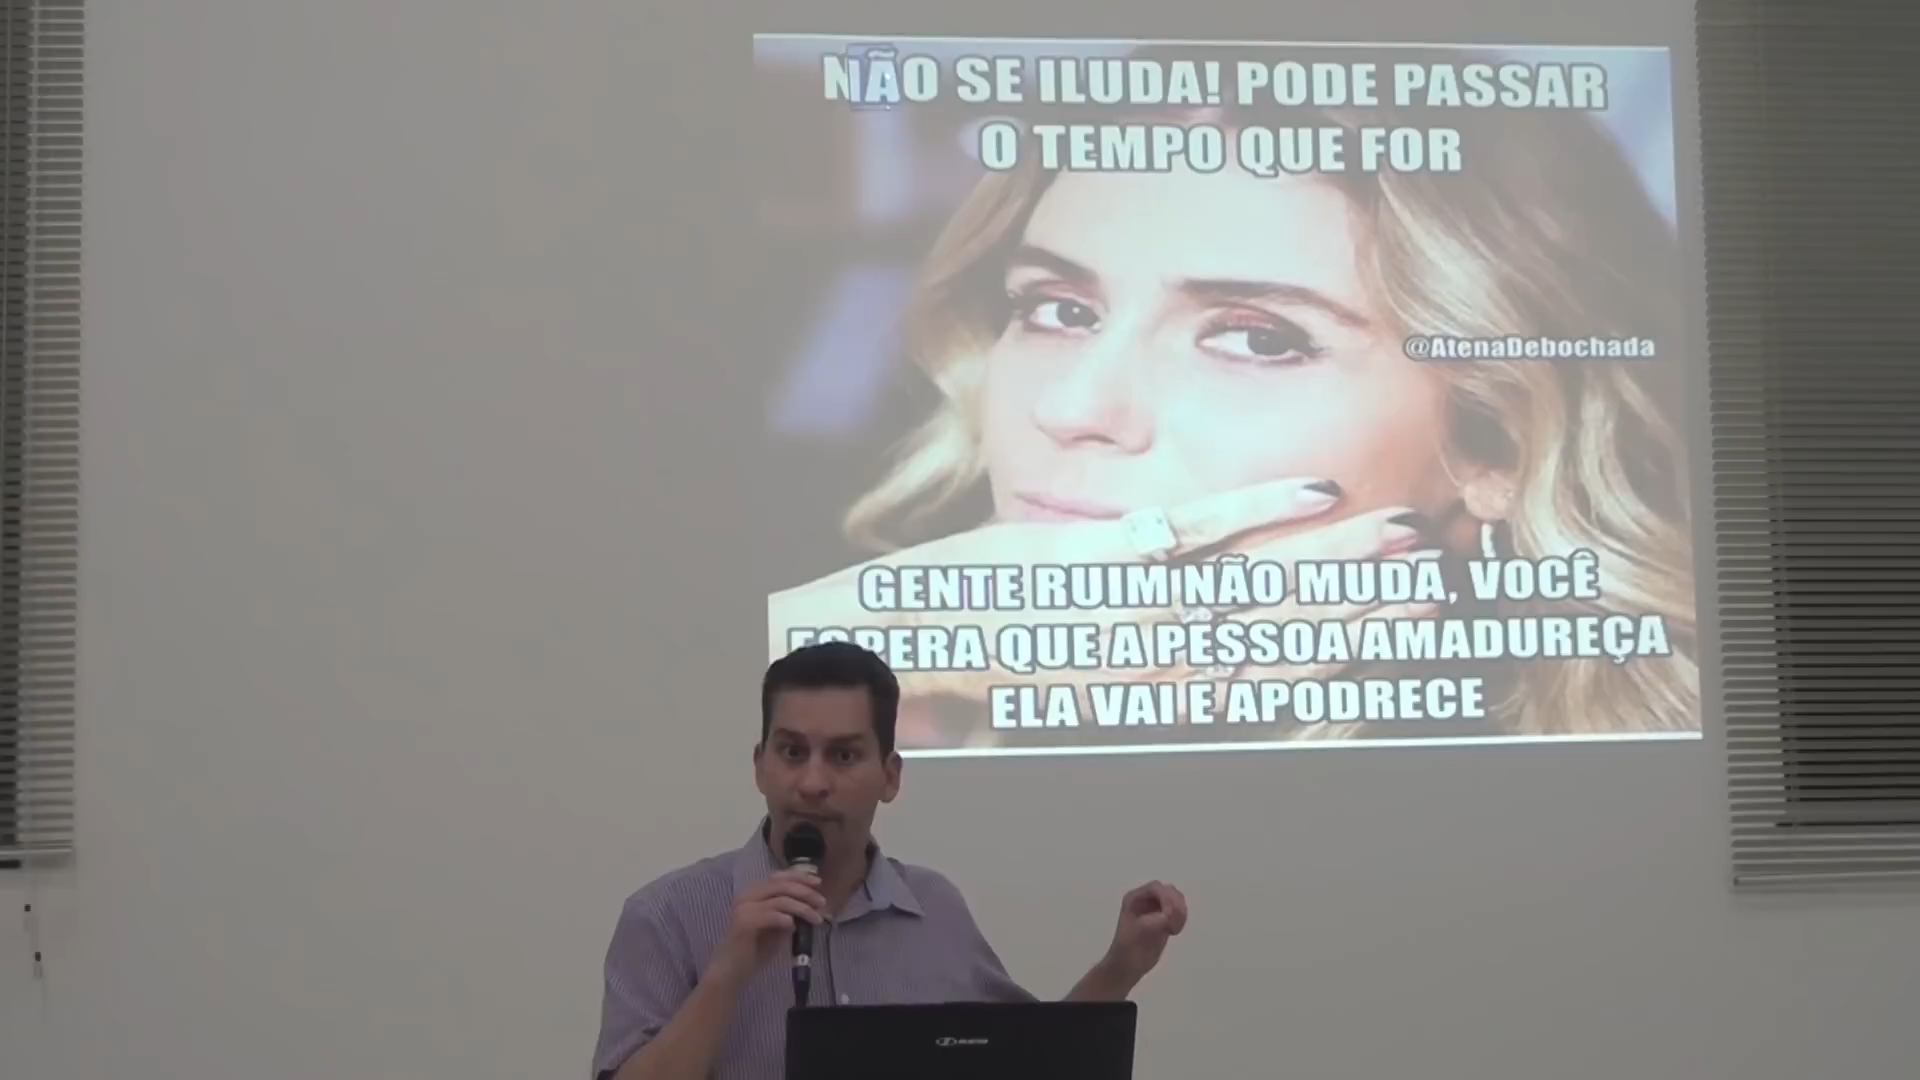 NÃO SE ILUDA! PODE PASSAR
O TEMPO QUE FOR
@AtenaDebochada
GENTE RUIM NÃO MUDA, VOCÊ
ESPERA QUE A PESSOA AMADUREÇA
ELA VAI E APODRECE